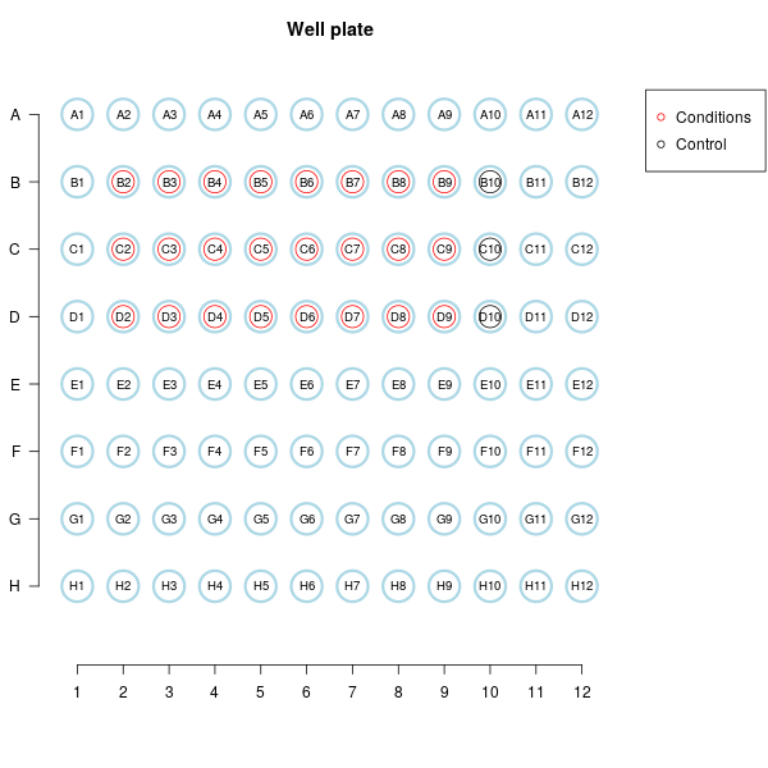 Well plate
A A1 A2 A3 A4 A5 A6 A7 A8 A9 A10 A11 A12
B B1 B2 B3 B4 B5 B6 B7 B8 B9 B10 B11 B12
C C1 C2 C3 C4 C5 C6 C7 C8 C9 C10 C11 C12
D D1 D2 D3 D4 D5 D6 D7 D8 D9 D10 D11 D12
E E1 E2 E3 E4 E5 E6 E7 E8 E9 E10 E11 E12
F F1 F2 F3 F4 F5 F6 F7 F8 F9 F10 F11 F12
G G1 G2 G3 G4 G5 G6 G7 G8 G9 G10 G11 G12
H H1 H2 H3 H4 H5 H6 H7 H8 H9 H10 H11 H12
1 2 3 4 5 6 7 8 9 10 11 12
Conditions
Control